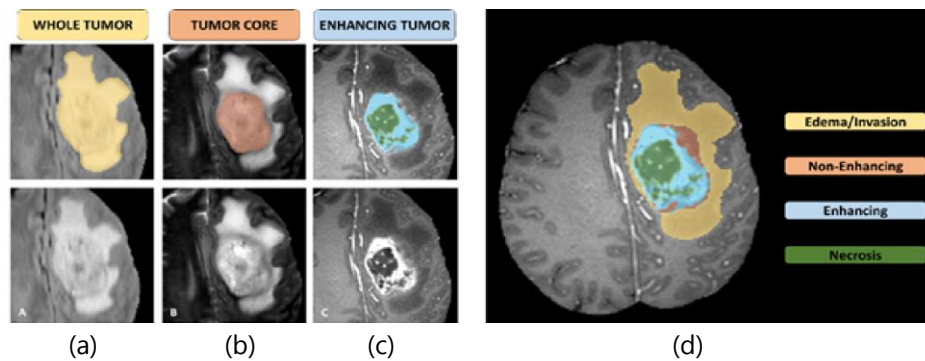 WHOLE TUMOR
TUMOR CORE
ENHANCING TUMOR
A
B
C
Edema/Invasion
Non-Enhancing
Enhancing
Necrosis
(a)
(b)
(c)
(d)